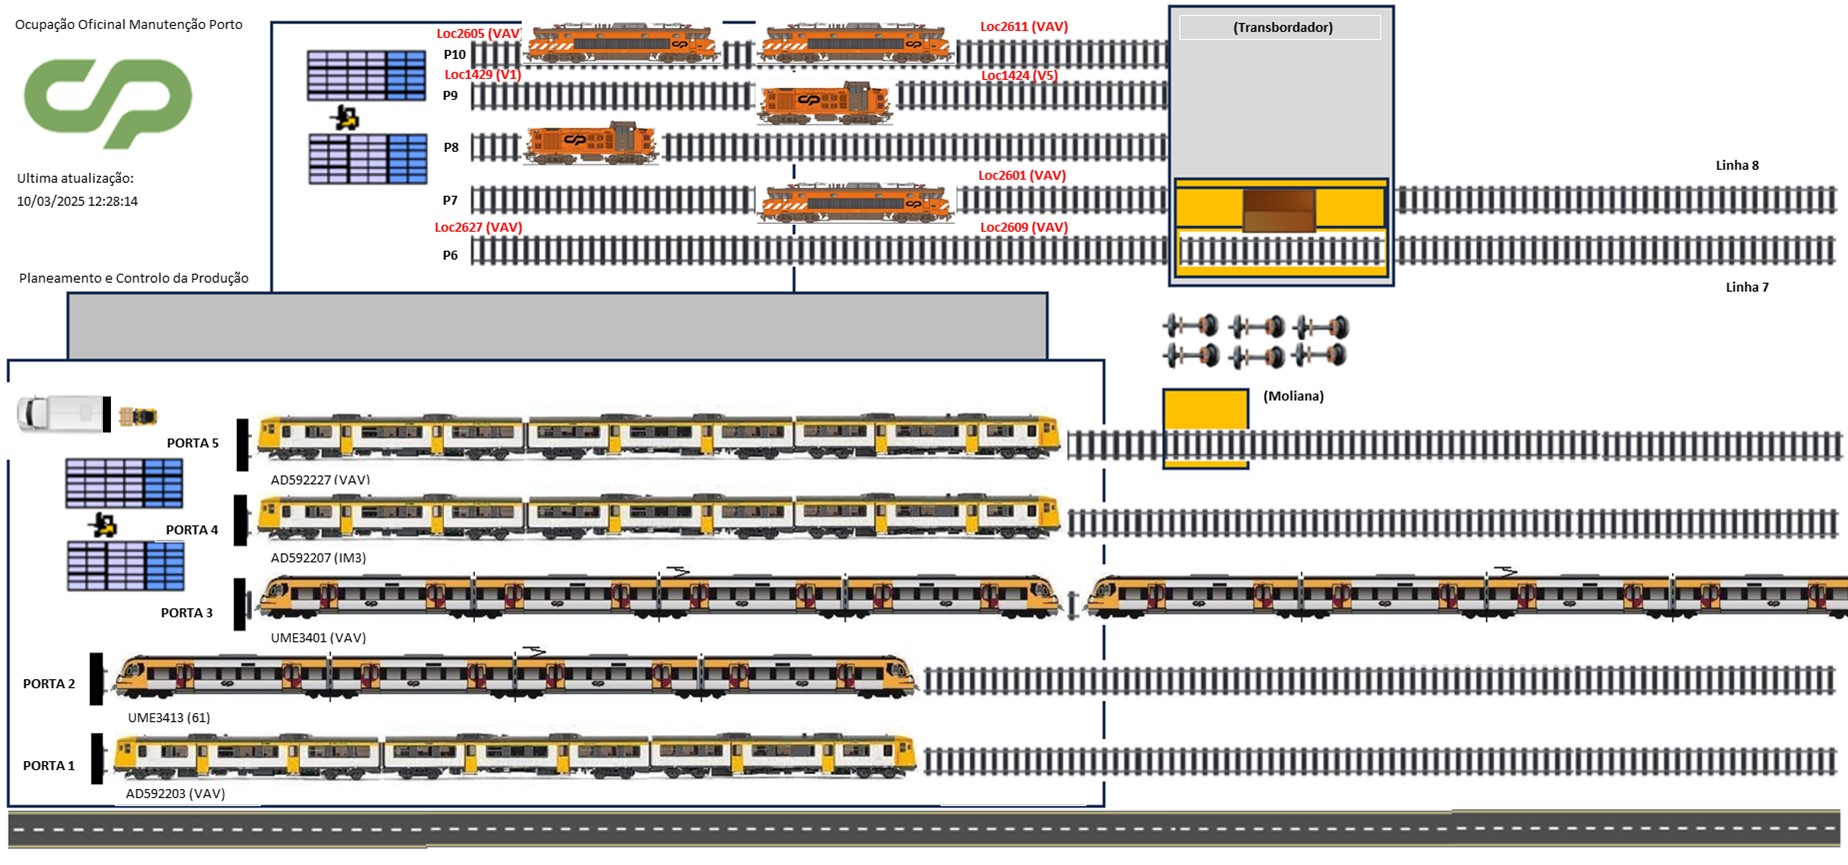 Ocupação Oficinal Manutenção Porto
Ultima atualização:
10/03/2025 12:28:14
Planeamento e Controlo da Produção
Loc2605 (VAV)
Loc2611 (VAV)
P10
Loc1429 (V1)
Loc1424 (V5)
P9
P8
Loc2601 (VAV)
P7
Loc2627 (VAV)
Loc2609 (VAV)
P6
(Transbordador)
Linha 8
Linha 7
(Moliana)
PORTA 5
AD592227 (VAV)
PORTA 4
AD592207 (IM3)
PORTA 3
UME3401 (VAV)
PORTA 2
UME3413 (61)
PORTA 1
AD592203 (VAV)